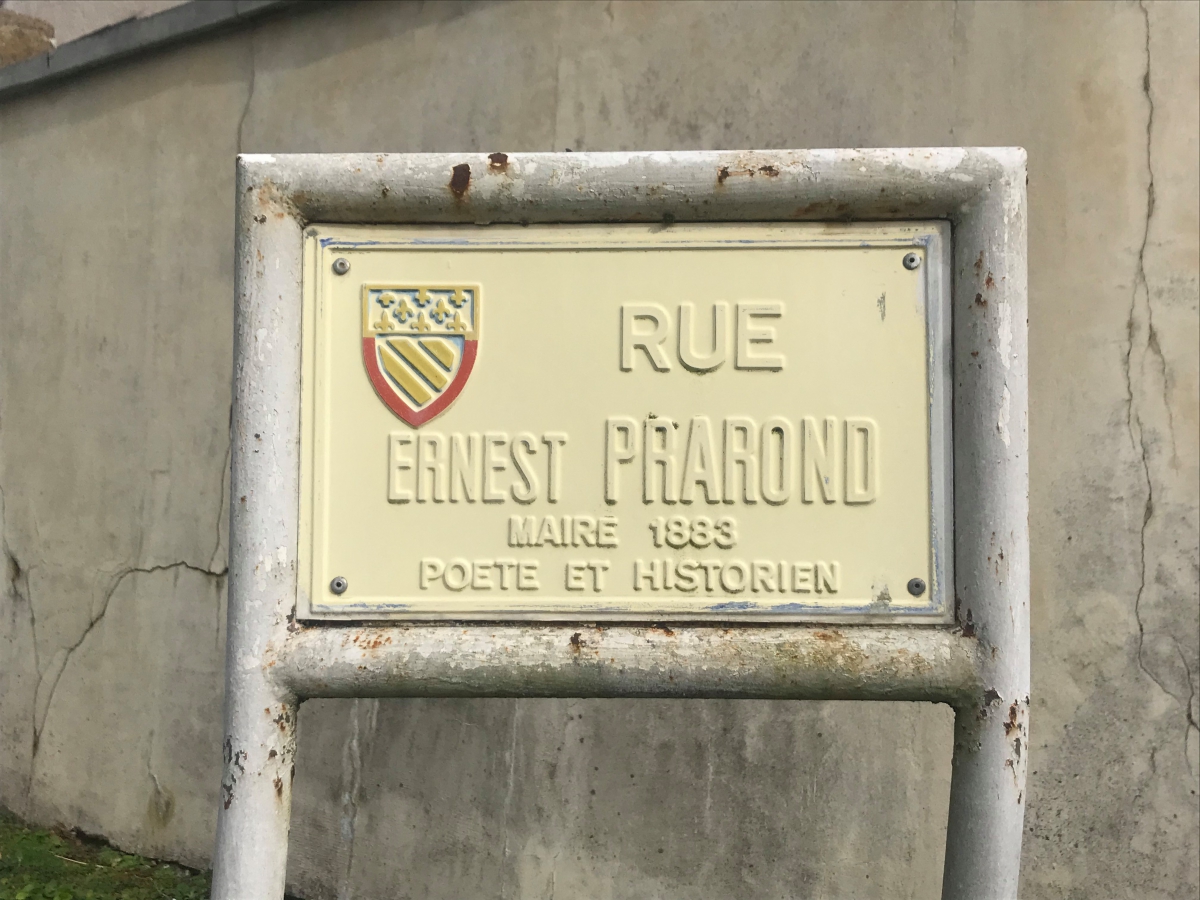 RUE
ERNEST PRAROND
MAIRE 1883
POETE ET HISTORIEN